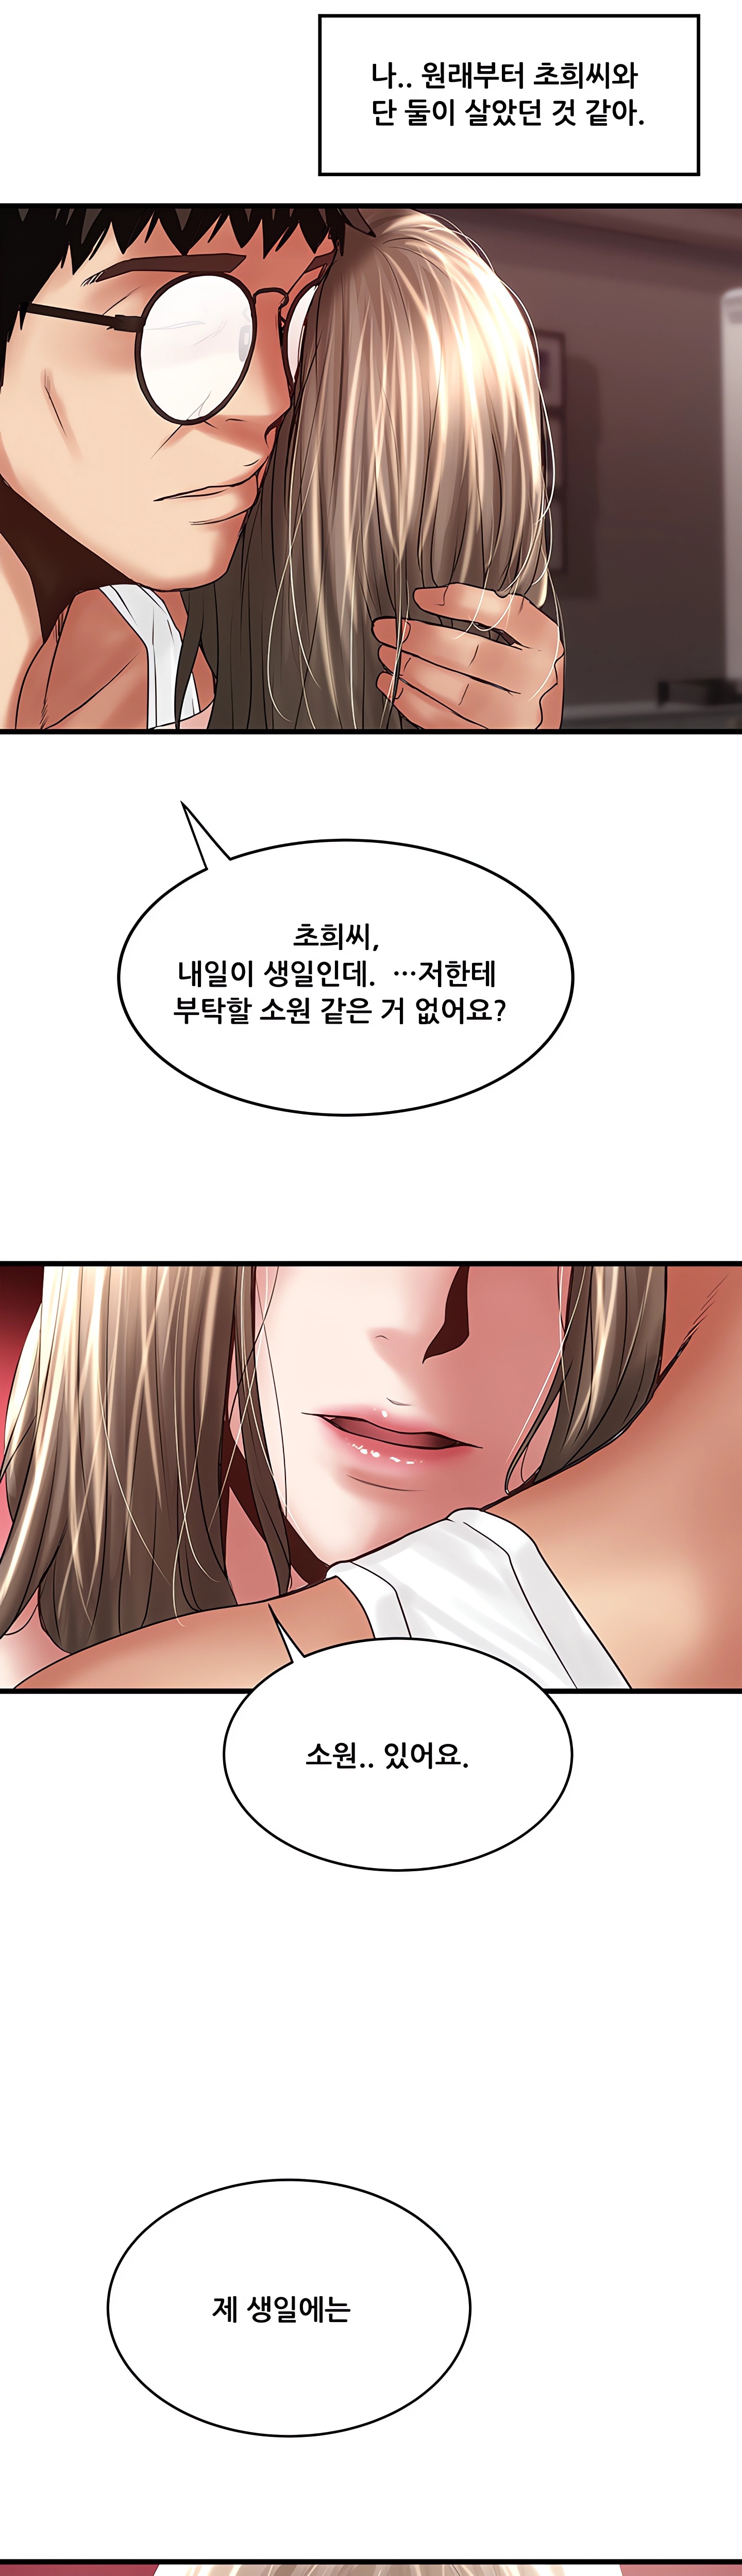 나.. 원래부터 초희씨와
단 둘이 살았던 것 같아.
초희씨,
내일이 생일인데. …저한테
부탁할 소원 같은 거 없어요?
소원.. 있어요.
제 생일에는